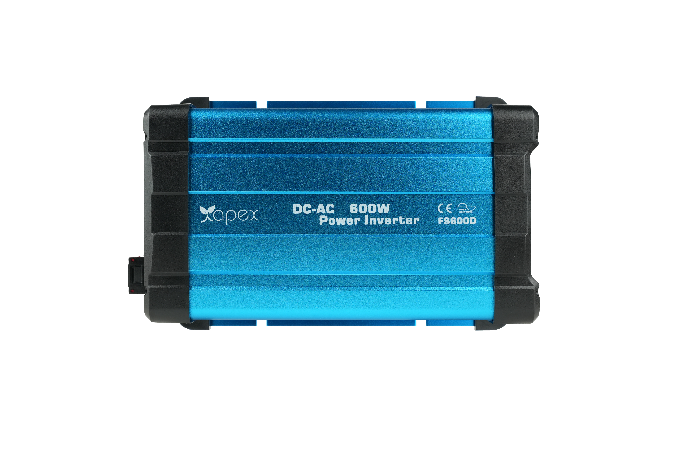 Xapex
DC-AC 600W
Power Inverter
CE
FS600D